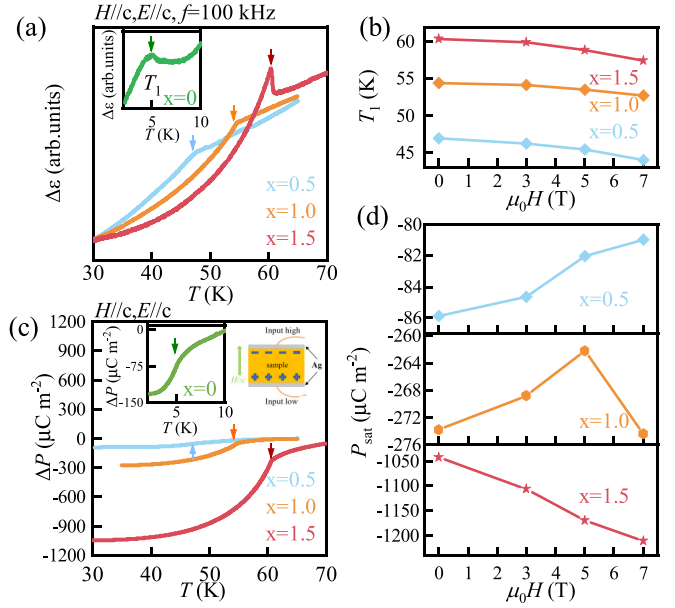 (a)
H//c,E//c, f=100 kHz
Δε (arb.units)
T₁
x=0
0 5 10
T (K)
Δε (arb.units)
x=0.5
x=1.0
x=1.5
30 40 50 60 70
T (K)
(b)
60
55
50
45
T₁ (K)
x=1.5
x=1.0
x=0.5
0 1 2 3 4 5 6 7
μ₀H (T)
(c)
H//c,E//c
1200
900
600
300
0
-300
-600
-900
-1200
ΔP (μC m⁻²)
0
-75
-150
ΔP (μC m⁻²)
x=0
0 5 10
T (K)
Input high
sample
Ag
H//c
Input low
x=0.5
x=1.0
x=1.5
30 40 50 60 70
T (K)
(d)
-80
-84
-86
x=0.5
-260
-264
-272
-276
x=1.0
-1050
-1100
-1150
-1200
x=1.5
Psat (μC m⁻²)
0 1 2 3 4 5 6 7
μ₀H (T)